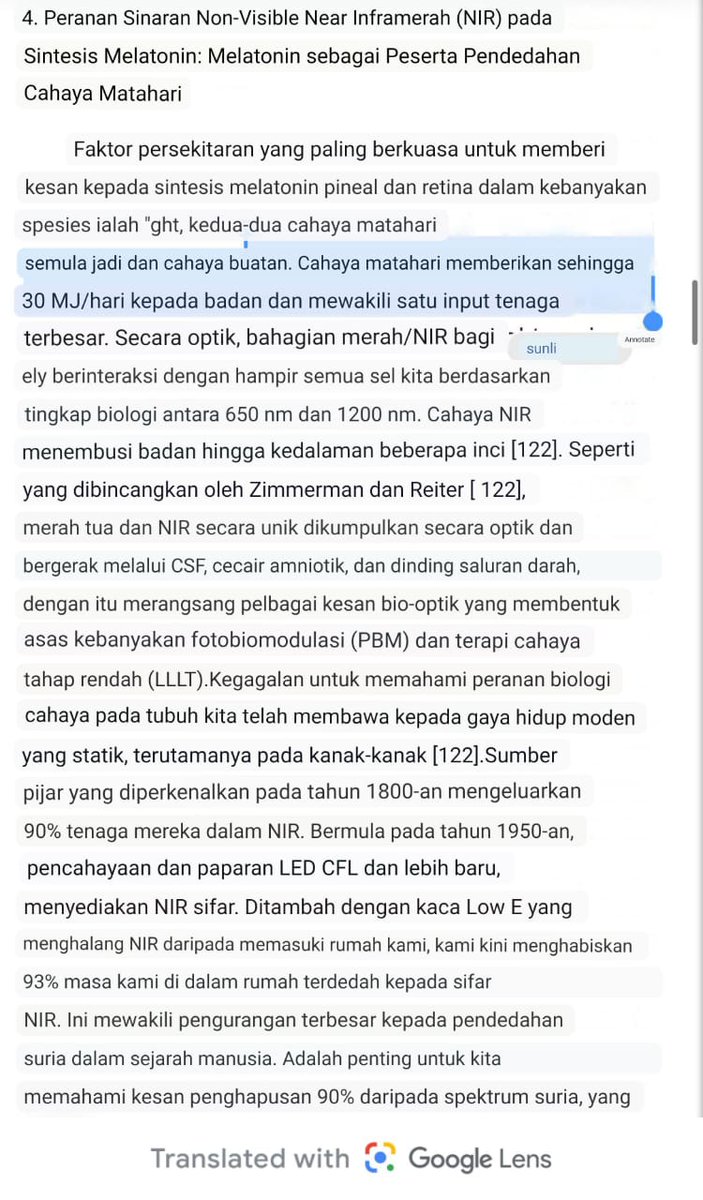 4. Peranan Sinaran Non-Visible Near Inframerah (NIR) pada
Sintesis Melatonin: Melatonin sebagai Peserta Pendedahan
Cahaya Matahari
Faktor persekitaran yang paling berkuasa untuk memberi
kesan kepada sintesis melatonin pineal dan retina dalam kebanyakan
spesies ialah "ght, kedua-dua cahaya matahari
semula jadi dan cahaya buatan. Cahaya matahari memberikan sehingga
30 MJ/hari kepada badan dan mewakili satu input tenaga
terbesar. Secara optik, bahagian merah/NIR bagi
sunli
Annotate
ely berinteraksi dengan hampir semua sel kita berdasarkan
tingkap biologi antara 650 nm dan 1200 nm. Cahaya NIR
menembusi badan hingga kedalaman beberapa inci [122]. Seperti
yang dibincangkan oleh Zimmerman dan Reiter [ 122],
merah tua dan NIR secara unik dikumpulkan secara optik dan
bergerak melalui CSF, cecair amniotik, dan dinding saluran darah,
dengan itu merangsang pelbagai kesan bio-optik yang membentuk
asas kebanyakan fotobiomodulasi (PBM) dan terapi cahaya
tahap rendah (LLLT).Kegagalan untuk memahami peranan biologi
cahaya pada tubuh kita telah membawa kepada gaya hidup moden
yang statik, terutamanya pada kanak-kanak [122].Sumber
pijar yang diperkenalkan pada tahun 1800-an mengeluarkan
90% tenaga mereka dalam NIR. Bermula pada tahun 1950-an,
pencahayaan dan paparan LED CFL dan lebih baru,
menyediakan NIR sifar. Ditambah dengan kaca Low E yang
menghalang NIR daripada memasuki rumah kami, kami kini menghabiskan
93% masa kami di dalam rumah terdedah kepada sifar
NIR. Ini mewakili pengurangan terbesar kepada pendedahan
suria dalam sejarah manusia. Adalah penting untuk kita
memahami kesan penghapusan 90% daripada spektrum suria, yang
Translated with Google Lens